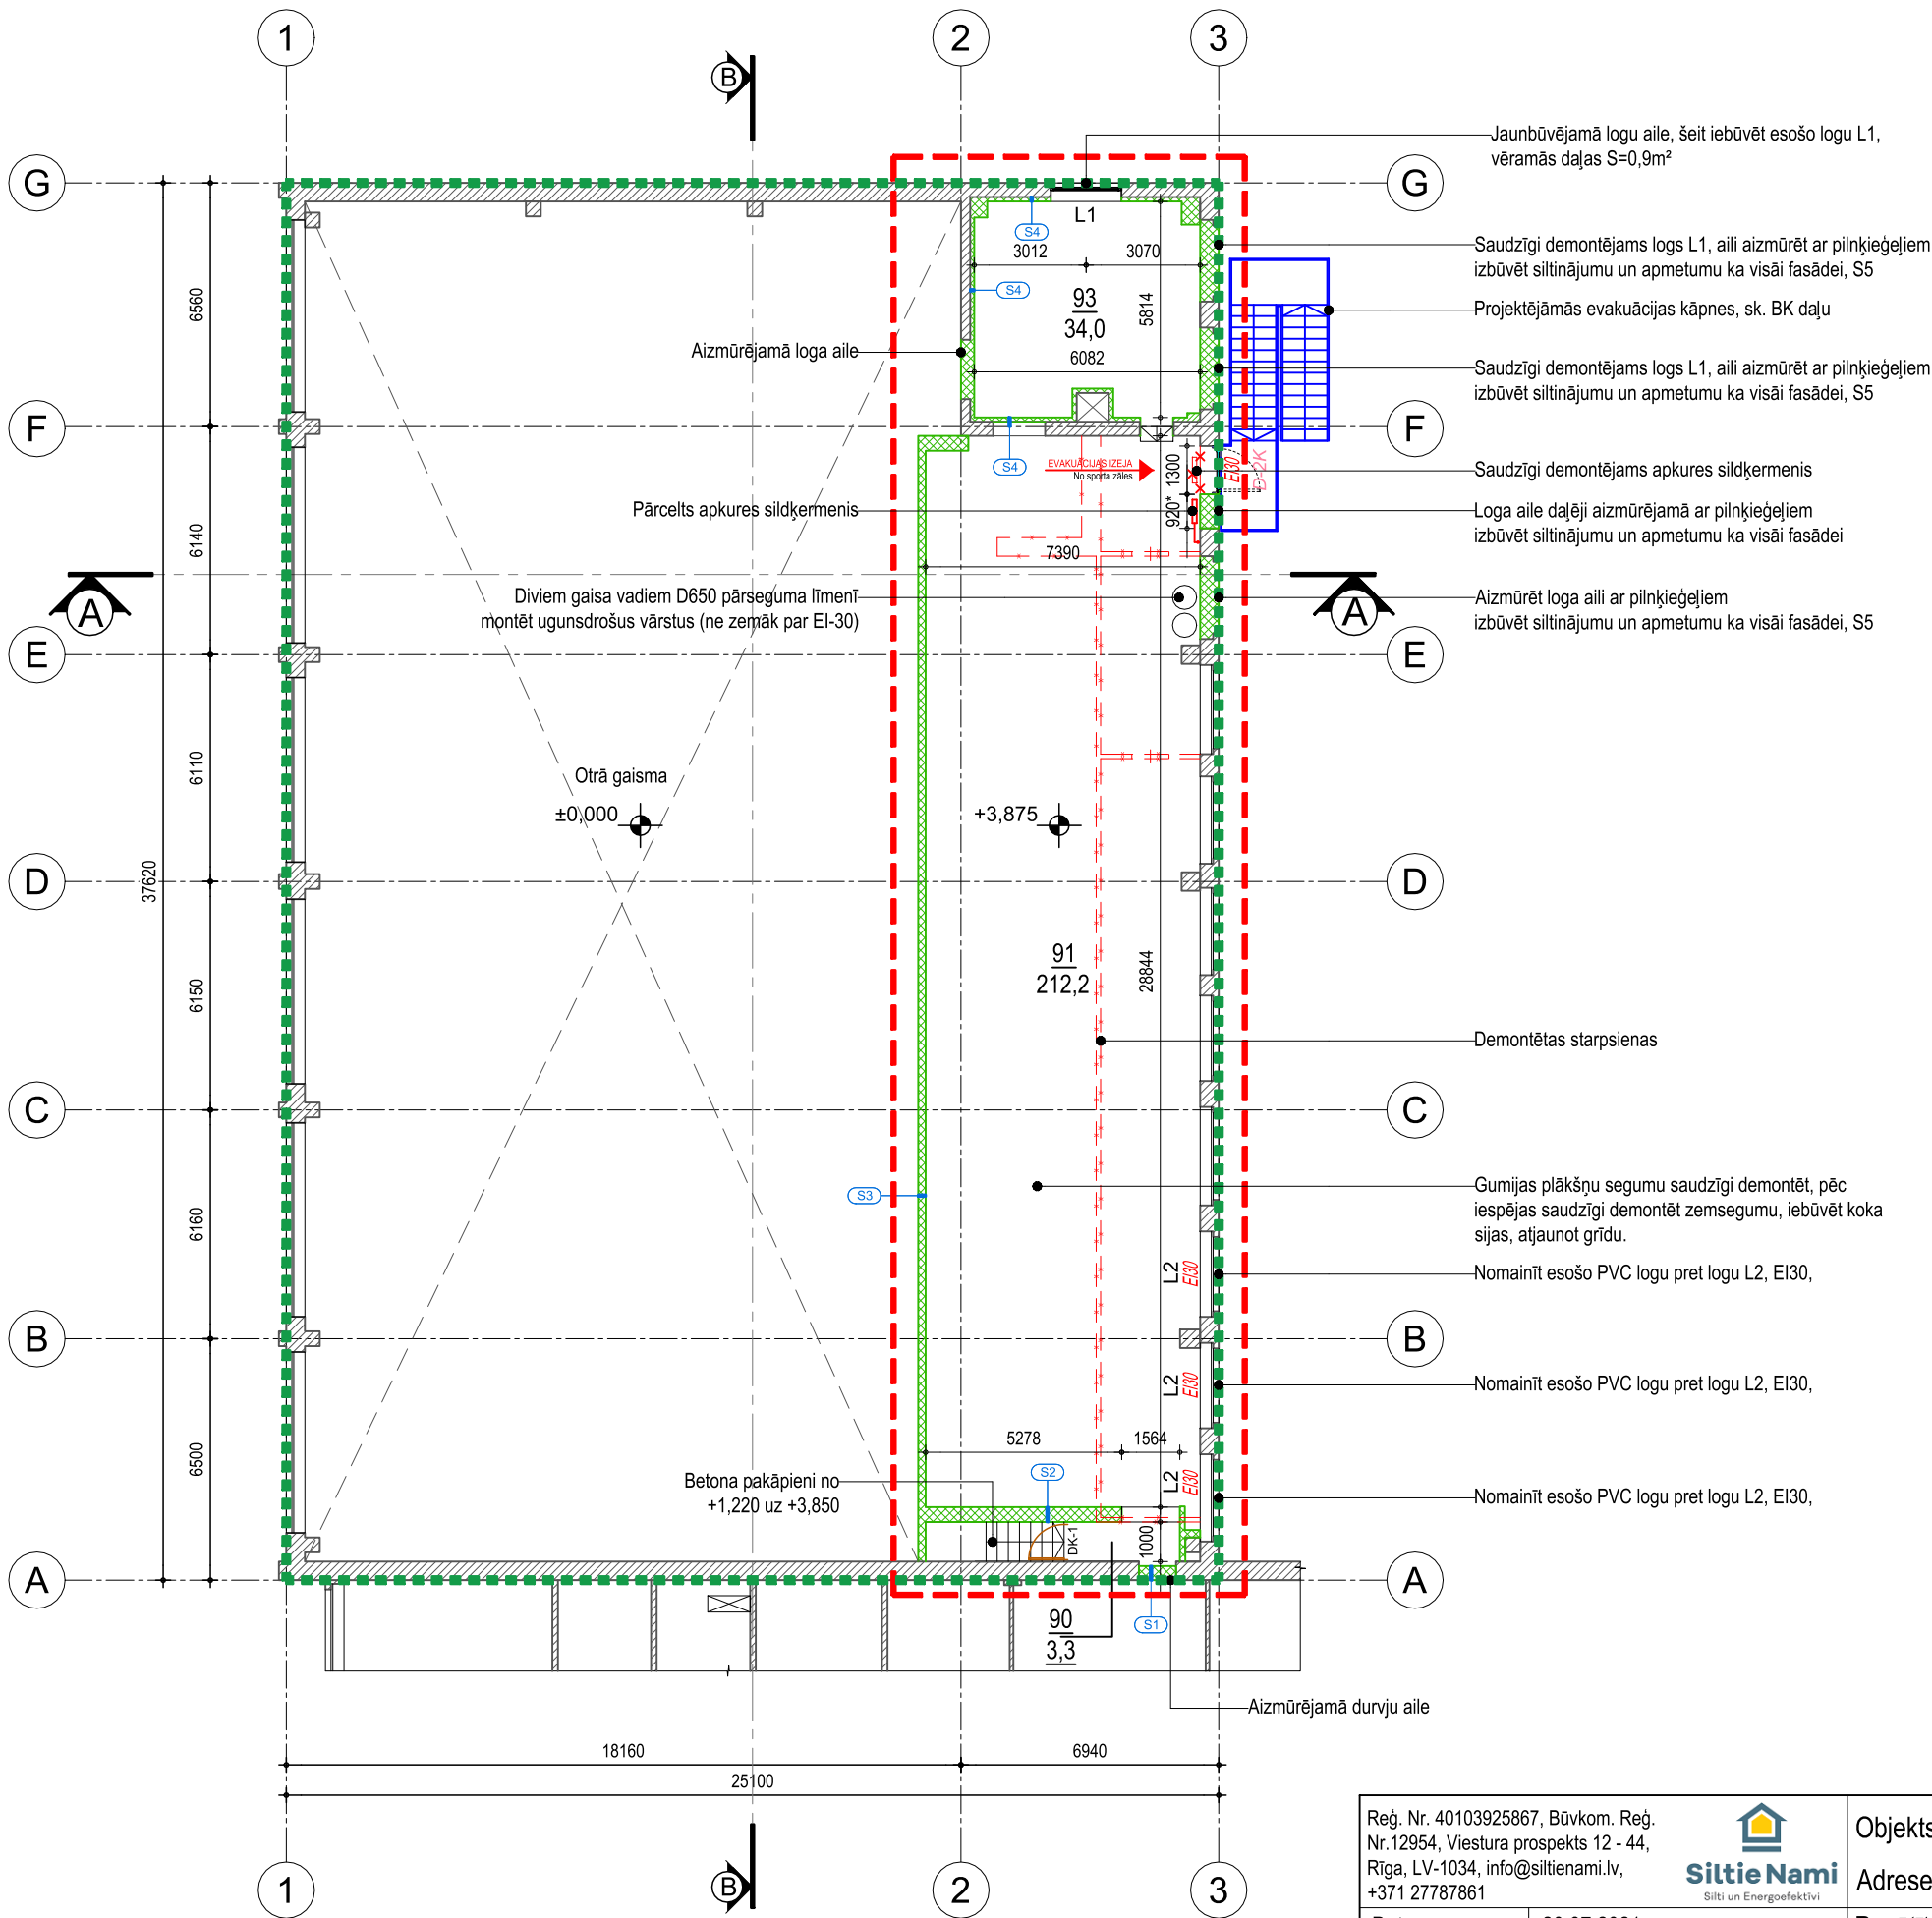 1
2
3
B
G
G
Jaunbūvējamā logu aile, šeit iebūvēt esošo logu L1,
vēramās daļas S=0,9m²
L1
S4
3012
3070
Saudzīgi demontējams logs L1, aili aizmūrēt ar pilnķieģeļiem
izbūvēt siltinājumu un apmetumu ka visāi fasādei, S5
S4
93
34,0
5814
6560
Projektējāmās evakuācijas kāpnes, sk. BK daļu
Aizmūrējamā loga aile
6082
Saudzīgi demontējams logs L1, aili aizmūrēt ar pilnķieģeļiem
izbūvēt siltinājumu un apmetumu ka visāi fasādei, S5
F
F
S4
EVAKUĀCIJAS IZEJA
No sporta zāles
1300
EI30
D-2K
Saudzīgi demontējams apkures sildķermenis
Pārcelts apkures sildķermenis
920*
Loga aile daļēji aizmūrējamā ar pilnķieģeļiem
izbūvēt siltinājumu un apmetumu ka visāi fasādei
6140
7390
A
A
Diviem gaisa vadiem D650 pārseguma līmenī
montēt ugunsdrošus vārstus (ne zemāk par EI-30)
Aizmūrēt loga aili ar pilnķieģeļiem
izbūvēt siltinājumu un apmetumu ka visāi fasādei, S5
E
E
6110
Otrā gaisma
±0,000
+3,875
37620
D
D
91
212,2
28844
6150
Demontētas starpsienas
C
C
S3
6160
Gumijas plākšņu segumu saudzīgi demontēt, pēc
iespējas saudzīgi demontēt zemsegumu, iebūvēt koka
sijas, atjaunot grīdu.
L2
EI30
Nomainīt esošo PVC logu pret logu L2, EI30,
B
B
L2
EI30
Nomainīt esošo PVC logu pret logu L2, EI30,
6500
5278
1564
S2
Betona pakāpieni no
+1,220 uz +3,850
L2
EI30
Nomainīt esošo PVC logu pret logu L2, EI30,
DK-1
1000
A
A
90
3,3
S1
Aizmūrējamā durvju aile
18160
6940
25100
B
1
2
3
Reģ. Nr. 40103925867, Būvkom. Reģ.
Nr.12954, Viestura prospekts 12 - 44,
Rīga, LV-1034, info@siltienami.lv,
+371 27787861
Siltie Nami
Silti un Energoefektīvi
Objekts
Adrese